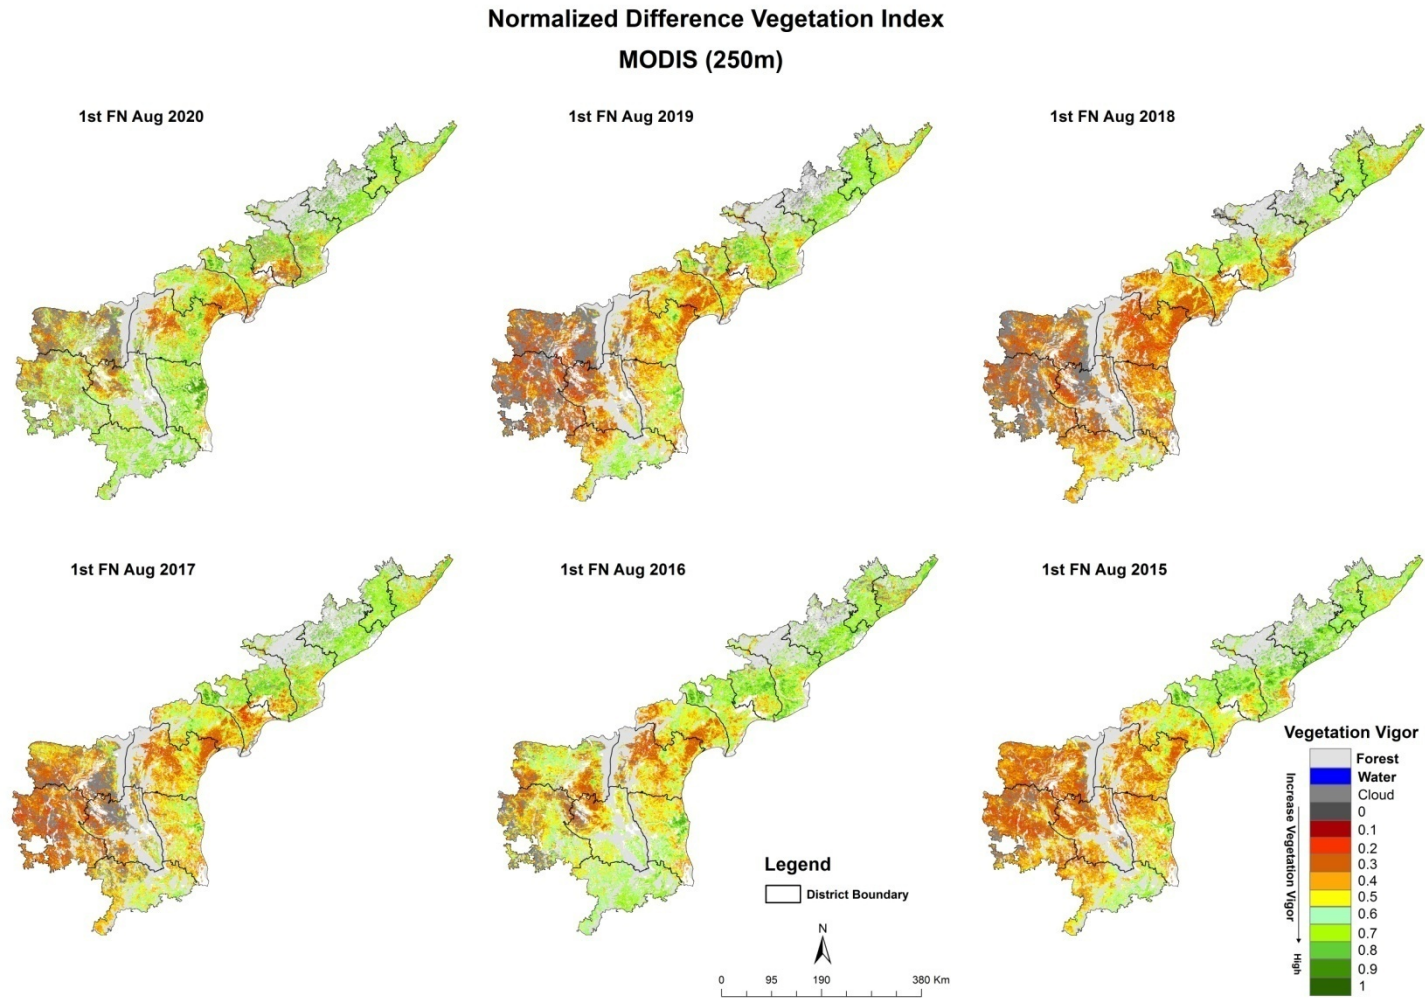 Normalized Difference Vegetation Index
MODIS (250m)
1st FN Aug 2020
1st FN Aug 2019
1st FN Aug 2018
1st FN Aug 2017
1st FN Aug 2016
1st FN Aug 2015
Legend
District Boundary
N
0 95 190 380 Km
Vegetation Vigor
Increase Vegetation Vigor
High
Forest
Water
Cloud
0
0.1
0.2
0.3
0.4
0.5
0.6
0.7
0.8
0.9
1